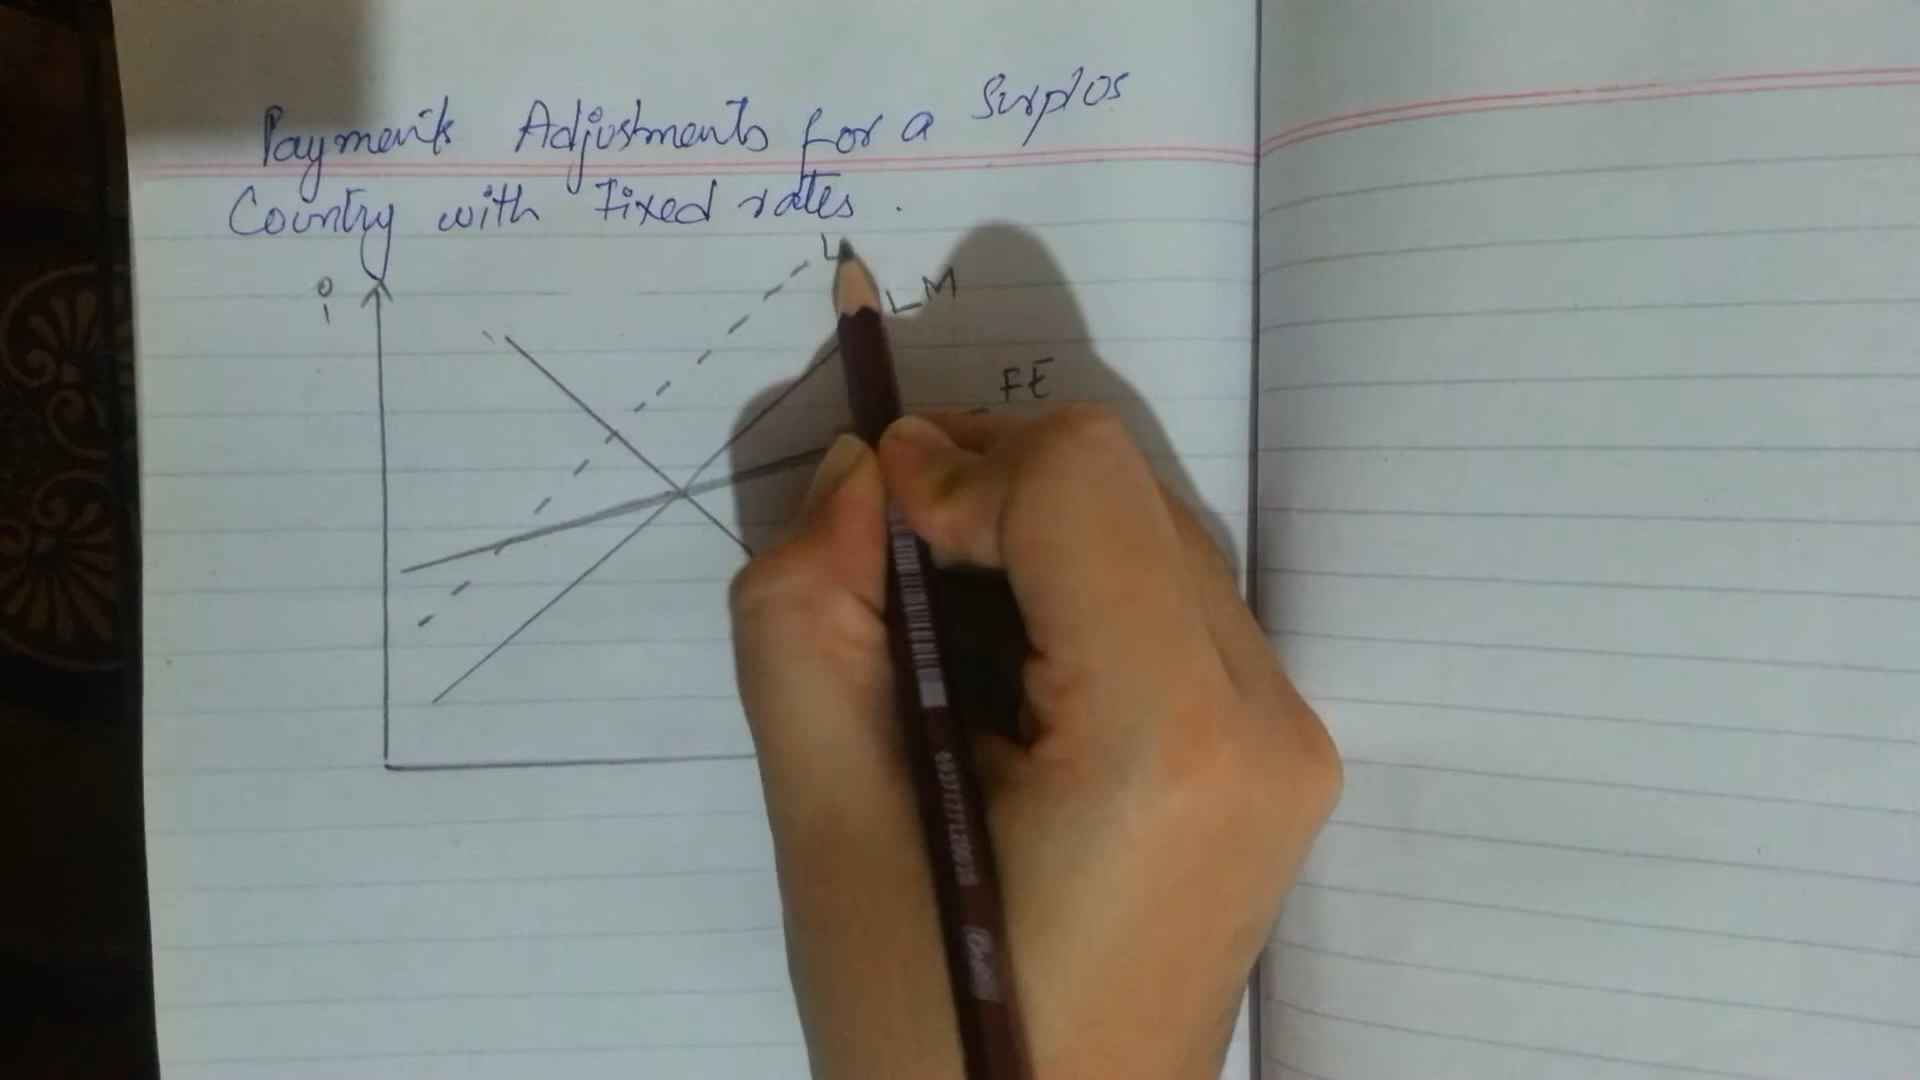 Payments Adjustments for a Surplus
Country with Fixed rates.
i
L
LM
FE